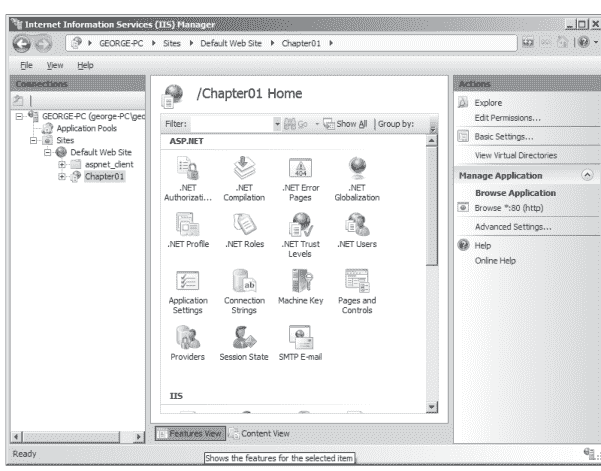 Internet Information Services (IIS) Manager
GEORGE-PC Sites Default Web Site Chapter01
File View Help
Connections
GEORGE-PC (george-PC\geo
Application Pools
Sites
Default Web Site
aspnet_client
Chapter01
/Chapter01 Home
Filter: Go Show All Group by:
ASP.NET
.NET Authorizati...
.NET Compilation
.NET Error Pages
.NET Globalization
.NET Profile
.NET Roles
.NET Trust Levels
.NET Users
Application Settings
Connection Strings
Machine Key
Pages and Controls
Providers
Session State
SMTP E-mail
IIS
Features View Content View
Actions
Explore
Edit Permissions...
Basic Settings...
View Virtual Directories
Manage Application
Browse Application
Browse *:80 (http)
Advanced Settings...
Help
Online Help
Ready
Shows the features for the selected item
404
ab